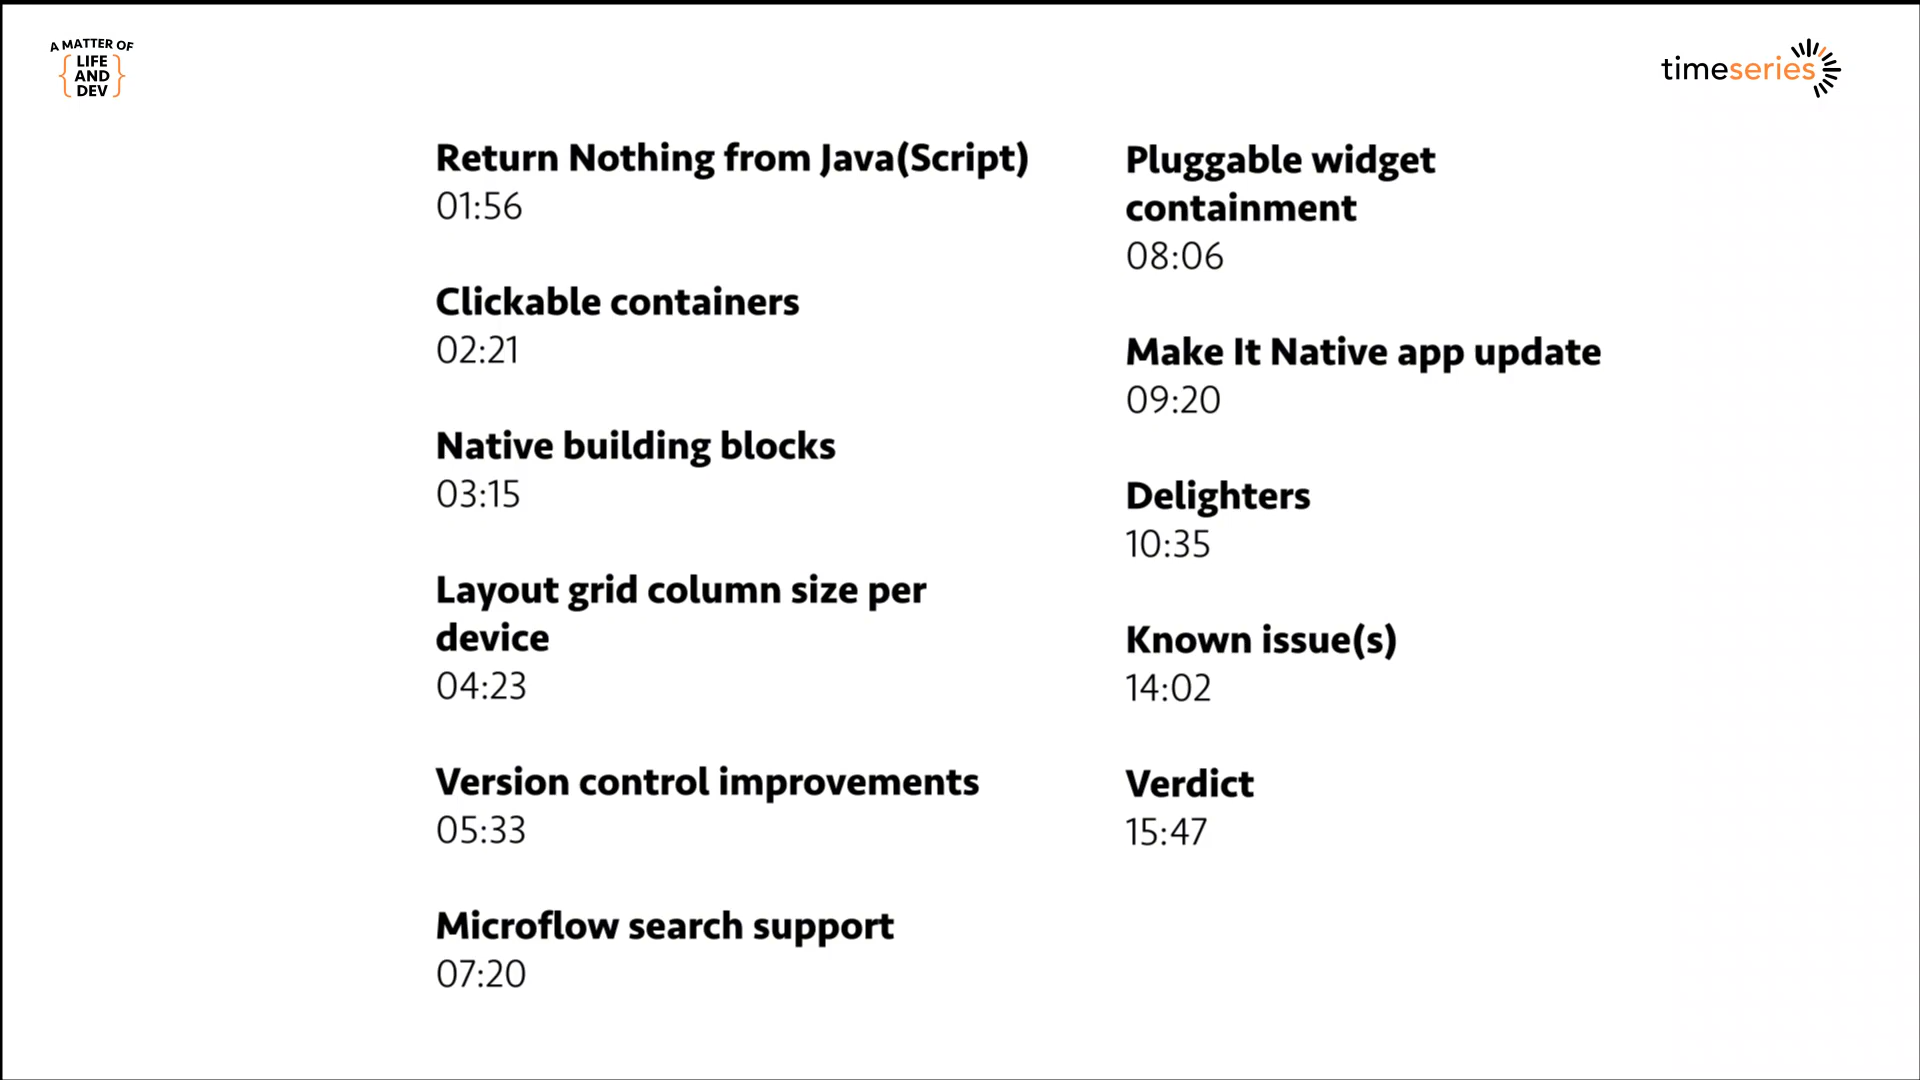 A MATTER OF
{ LIFE
AND
DEV }
timeseries
Return Nothing from Java(Script)
01:56
Clickable containers
02:21
Native building blocks
03:15
Layout grid column size per
device
04:23
Version control improvements
05:33
Microflow search support
07:20
Pluggable widget
containment
08:06
Make It Native app update
09:20
Delighters
10:35
Known issue(s)
14:02
Verdict
15:47